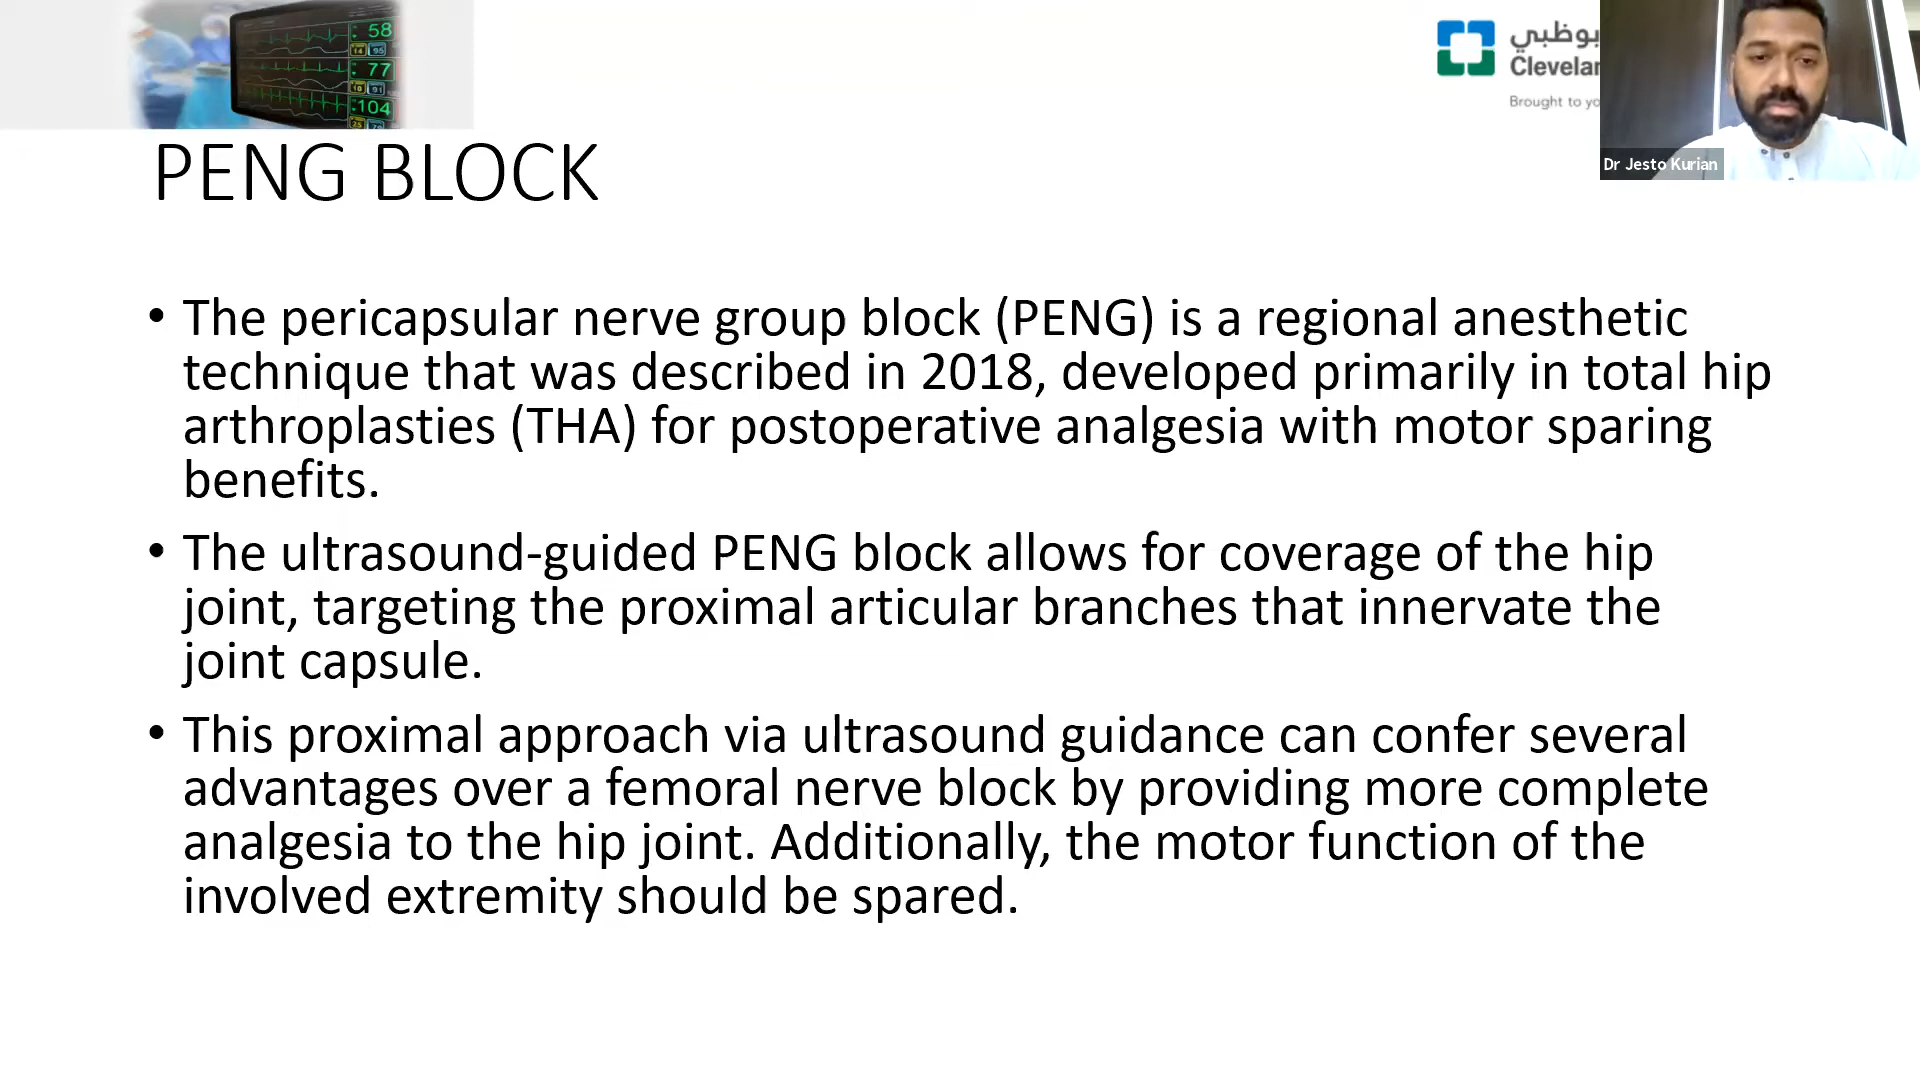 58
14 95
77
10 91
104
بوظبي
Clevelan
Brought to yo
Dr Jesto Kurian
PENG BLOCK
• The pericapsular nerve group block (PENG) is a regional anesthetic
technique that was described in 2018, developed primarily in total hip
arthroplasties (THA) for postoperative analgesia with motor sparing
benefits.
• The ultrasound-guided PENG block allows for coverage of the hip
joint, targeting the proximal articular branches that innervate the
joint capsule.
• This proximal approach via ultrasound guidance can confer several
advantages over a femoral nerve block by providing more complete
analgesia to the hip joint. Additionally, the motor function of the
involved extremity should be spared.